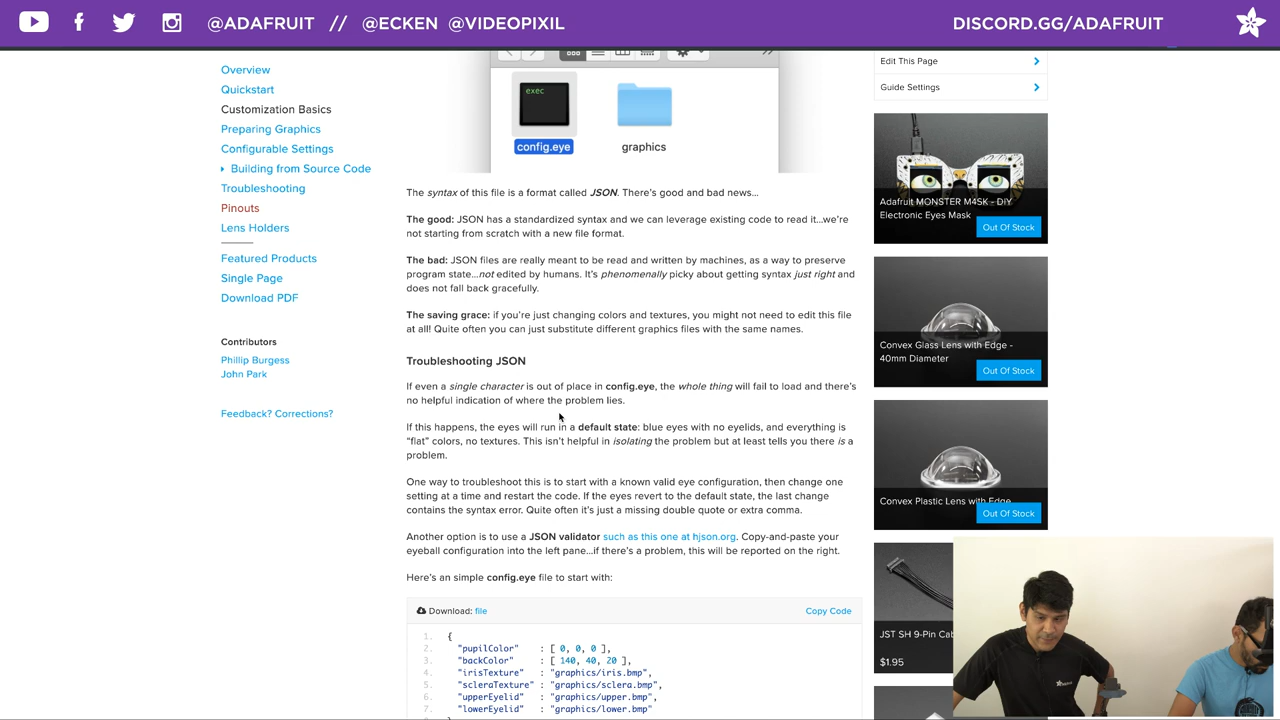 @ADAFRUIT // @ECKEN @VIDEOPIXIL
DISCORD.GG/ADAFRUIT
Overview
Quickstart
Customization Basics
Preparing Graphics
Configurable Settings
Building from Source Code
Troubleshooting
Pinouts
Lens Holders
Featured Products
Single Page
Download PDF
Contributors
Phillip Burgess
John Park
Feedback? Corrections?
exec
config.eye
graphics
The syntax of this file is a format called JSON. There's good and bad news…
The good: JSON has a standardized syntax and we can leverage existing code to read it…we're
not starting from scratch with a new file format.
The bad: JSON files are really meant to be read and written by machines, as a way to preserve
program state…not edited by humans. It's phenomenally picky about getting syntax just right and
does not fall back gracefully.
The saving grace: if you're just changing colors and textures, you might not need to edit this file
at all! Quite often you can just substitute different graphics files with the same names.
Troubleshooting JSON
If even a single character is out of place in config.eye, the whole thing will fail to load and there's
no helpful indication of where the problem lies.
If this happens, the eyes will run in a default state: blue eyes with no eyelids, and everything is
"flat" colors, no textures. This isn't helpful in isolating the problem but at least tells you there is a
problem.
One way to troubleshoot this is to start with a known valid eye configuration, then change one
setting at a time and restart the code. If the eyes revert to the default state, the last change
contains the syntax error. Quite often it's just a missing double quote or extra comma.
Another option is to use a JSON validator such as this one at hjson.org. Copy-and-paste your
eyeball configuration into the left pane…if there's a problem, this will be reported on the right.
Here's an simple config.eye file to start with:
Download: file
Copy Code
1. {
2. "pupilColor" : [ 0, 0, 0 ],
3. "backColor" : [ 140, 40, 20 ],
4. "irisTexture" : "graphics/iris.bmp",
5. "scleraTexture" : "graphics/sclera.bmp",
6. "upperEyelid" : "graphics/upper.bmp",
7. "lowerEyelid" : "graphics/lower.bmp"
Edit This Page
Guide Settings
Adafruit MONSTER M4SK - DIY
Electronic Eyes Mask
Out Of Stock
Convex Glass Lens with Edge -
40mm Diameter
Out Of Stock
Convex Plastic Lens with Edge
Out Of Stock
JST SH 9-Pin
$1.95